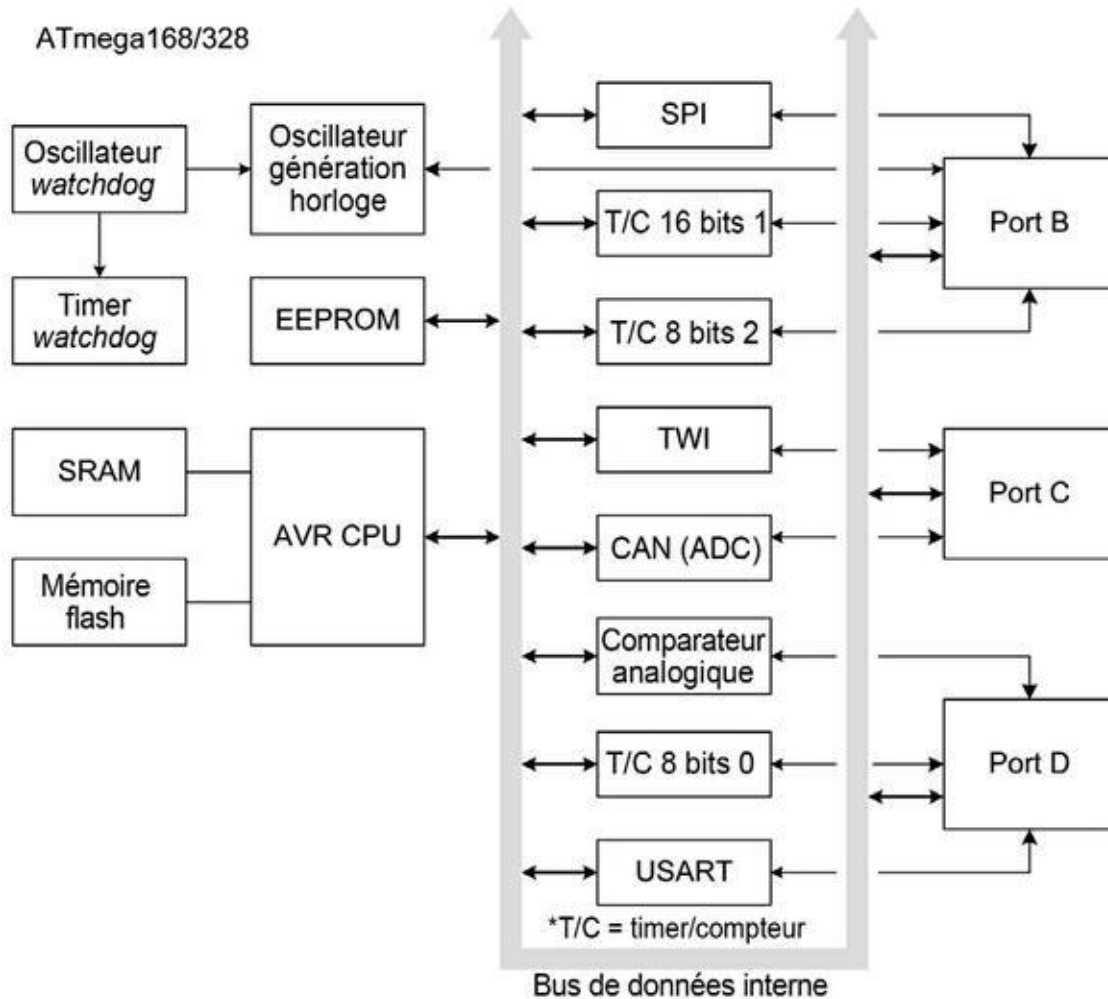 ATmega168/328
Oscillateur
watchdog
Oscillateur
génération
horloge
SPI
T/C 16 bits 1
Port B
Timer
watchdog
EEPROM
T/C 8 bits 2
SRAM
AVR CPU
TWI
Port C
Mémoire
flash
CAN (ADC)
Comparateur
analogique
T/C 8 bits 0
Port D
USART
*T/C = timer/compteur
Bus de données interne